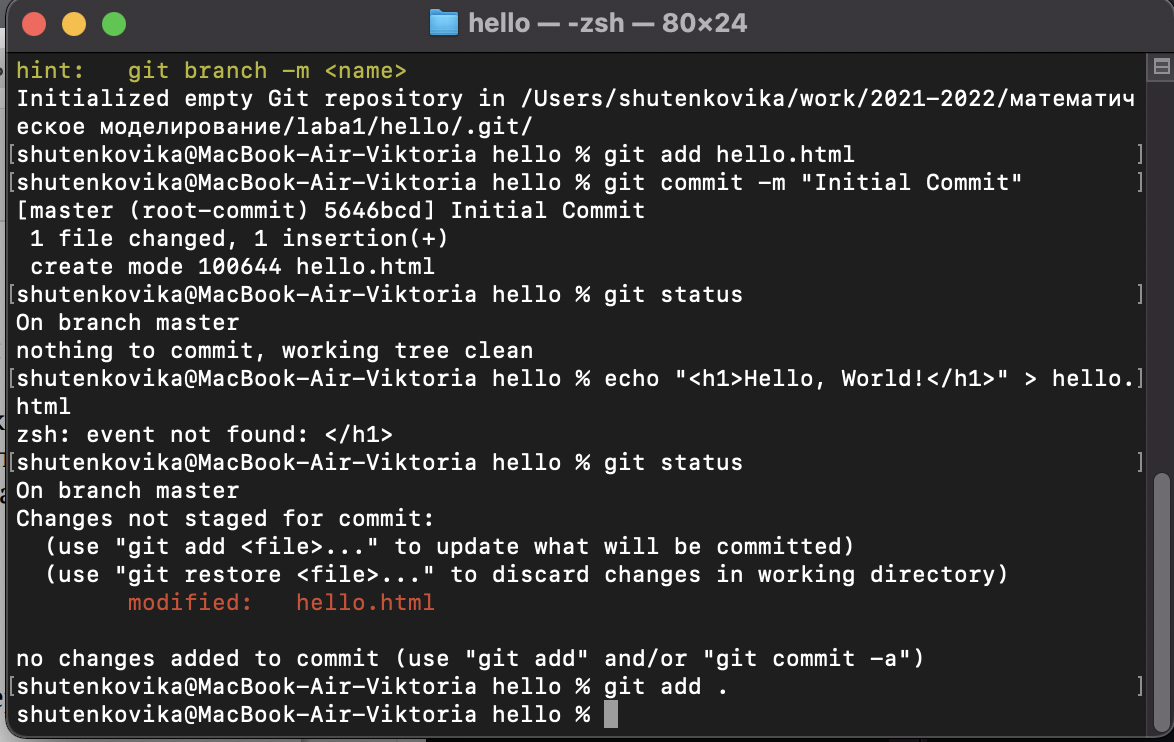 hello — -zsh — 80×24
hint:   git branch -m <name>
Initialized empty Git repository in /Users/shutenkovika/work/2021-2022/математич
еское моделирование/laba1/hello/.git/
[shutenkovika@MacBook-Air-Viktoria hello % git add hello.html                    ]
[shutenkovika@MacBook-Air-Viktoria hello % git commit -m "Initial Commit"        ]
[master (root-commit) 5646bcd] Initial Commit
 1 file changed, 1 insertion(+)
 create mode 100644 hello.html
[shutenkovika@MacBook-Air-Viktoria hello % git status                            ]
On branch master
nothing to commit, working tree clean
[shutenkovika@MacBook-Air-Viktoria hello % echo "<h1>Hello, World!</h1>" > hello.]
html
zsh: event not found: </h1>
[shutenkovika@MacBook-Air-Viktoria hello % git status                            ]
On branch master
Changes not staged for commit:
  (use "git add <file>..." to update what will be committed)
  (use "git restore <file>..." to discard changes in working directory)
        modified:   hello.html
no changes added to commit (use "git add" and/or "git commit -a")
[shutenkovika@MacBook-Air-Viktoria hello % git add .                             ]
shutenkovika@MacBook-Air-Viktoria hello %